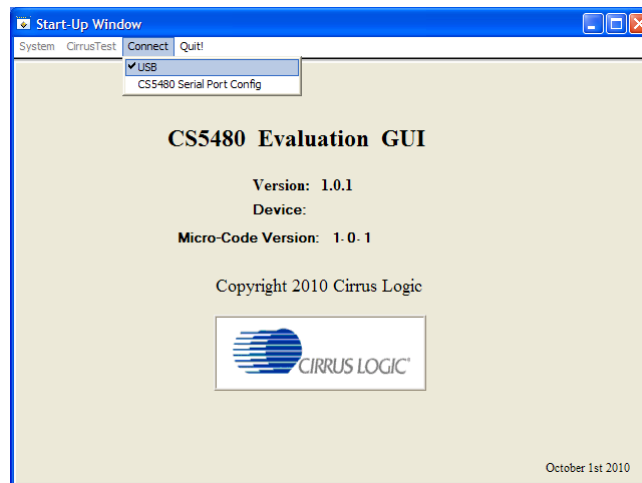 Start-Up Window
System CirrusTest Connect Quit!
USB
CS5480 Serial Port Config
CS5480 Evaluation GUI
Version: 1.0.1
Device:
Micro-Code Version: 1.0.1
Copyright 2010 Cirrus Logic
CIRRUS LOGIC®
October 1st 2010